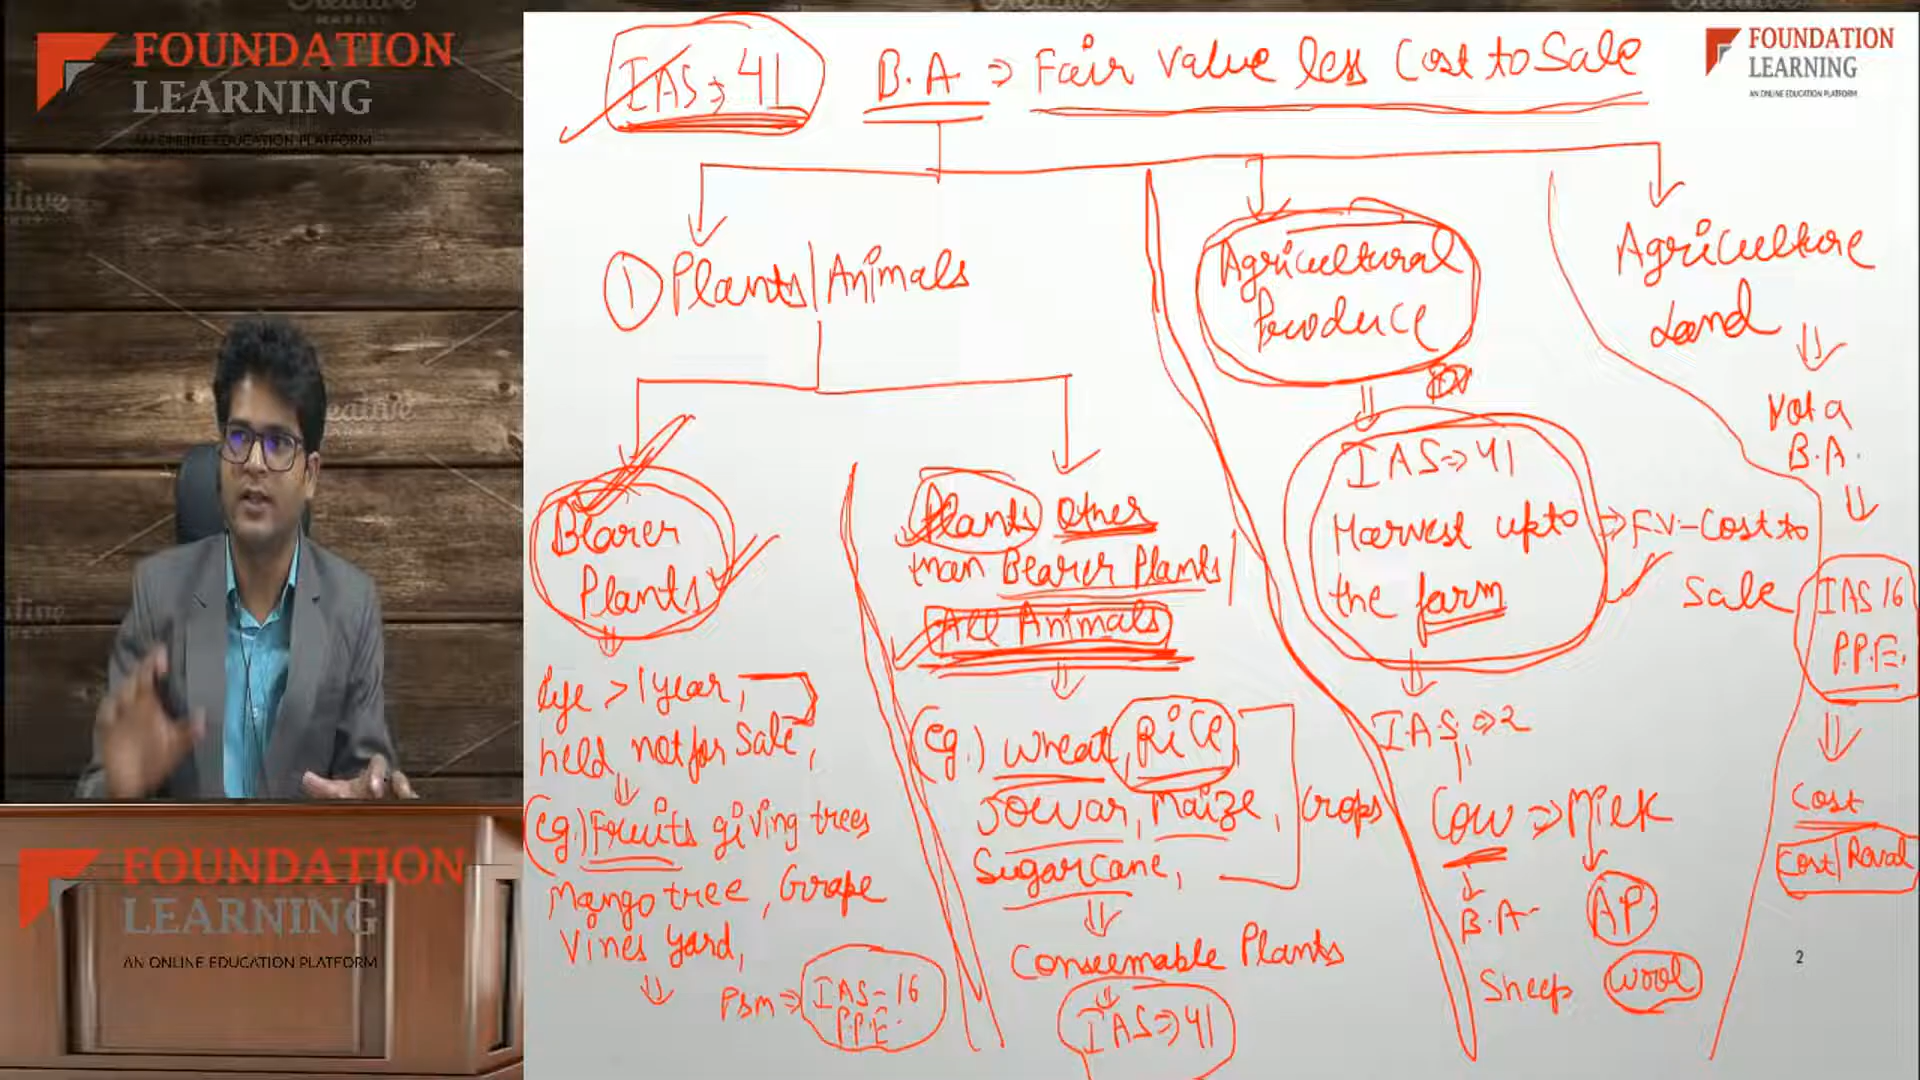 FOUNDATION
LEARNING
AN ONLINE EDUCATION PLATFORM
IAS => 41
B.A. => Fair value less Cost to Sale
FOUNDATION
LEARNING
AN ONLINE EDUCATION PLATFORM
① Plants/Animals
Bearer
Plants
life > 1 year,
held not for Sale,
(eg.) Fruits giving trees
Mango tree, Grape
Vines yard,
=> IAS-16
P.P.E.
Plants other
than Bearer Plants
All Animals
(eg.) wheat, Rice,
Jowar, Maize,
Sugarcane,
Crops
Consumable Plants
IAS => 41
Agricultural
Produce
IAS => 41
Harvest upto
the farm
=> F.V. - Cost to
Sale
IAS => 2
Cow => Milk
B.A.
AP
Sheep
wool
Agriculture
Land
Not a
B.A.
IAS 16
P.P.E.
Cost
Cost/Reval
2
FOUNDATION
LEARNING
AN ONLINE EDUCATION PLATFORM